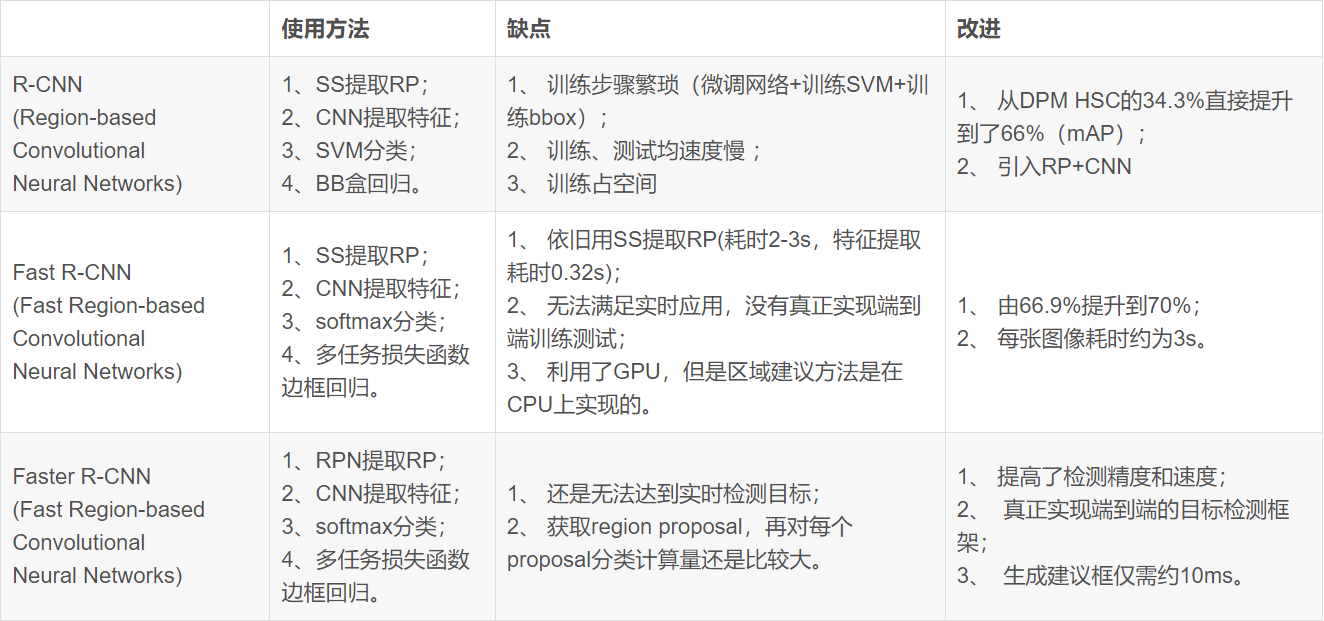 使用方法
缺点
改进
R-CNN
(Region-based
Convolutional
Neural Networks)
1、SS提取RP；
2、CNN提取特征；
3、SVM分类；
4、BB盒回归。
1、 训练步骤繁琐（微调网络+训练SVM+训
练bbox）；
2、 训练、测试均速度慢 ；
3、 训练占空间
1、 从DPM HSC的34.3%直接提升
到了66%（mAP）；
2、 引入RP+CNN
Fast R-CNN
(Fast Region-based
Convolutional
Neural Networks)
1、SS提取RP；
2、CNN提取特征；
3、softmax分类；
4、多任务损失函数
边框回归。
1、 依旧用SS提取RP(耗时2-3s，特征提取
耗时0.32s)；
2、 无法满足实时应用，没有真正实现端到
端训练测试；
3、 利用了GPU，但是区域建议方法是在
CPU上实现的。
1、 由66.9%提升到70%；
2、 每张图像耗时约为3s。
Faster R-CNN
(Fast Region-based
Convolutional
Neural Networks)
1、RPN提取RP；
2、CNN提取特征；
3、softmax分类；
4、多任务损失函数
边框回归。
1、 还是无法达到实时检测目标；
2、 获取region proposal，再对每个
proposal分类计算量还是比较大。
1、 提高了检测精度和速度；
2、 真正实现端到端的目标检测框
架；
3、 生成建议框仅需约10ms。